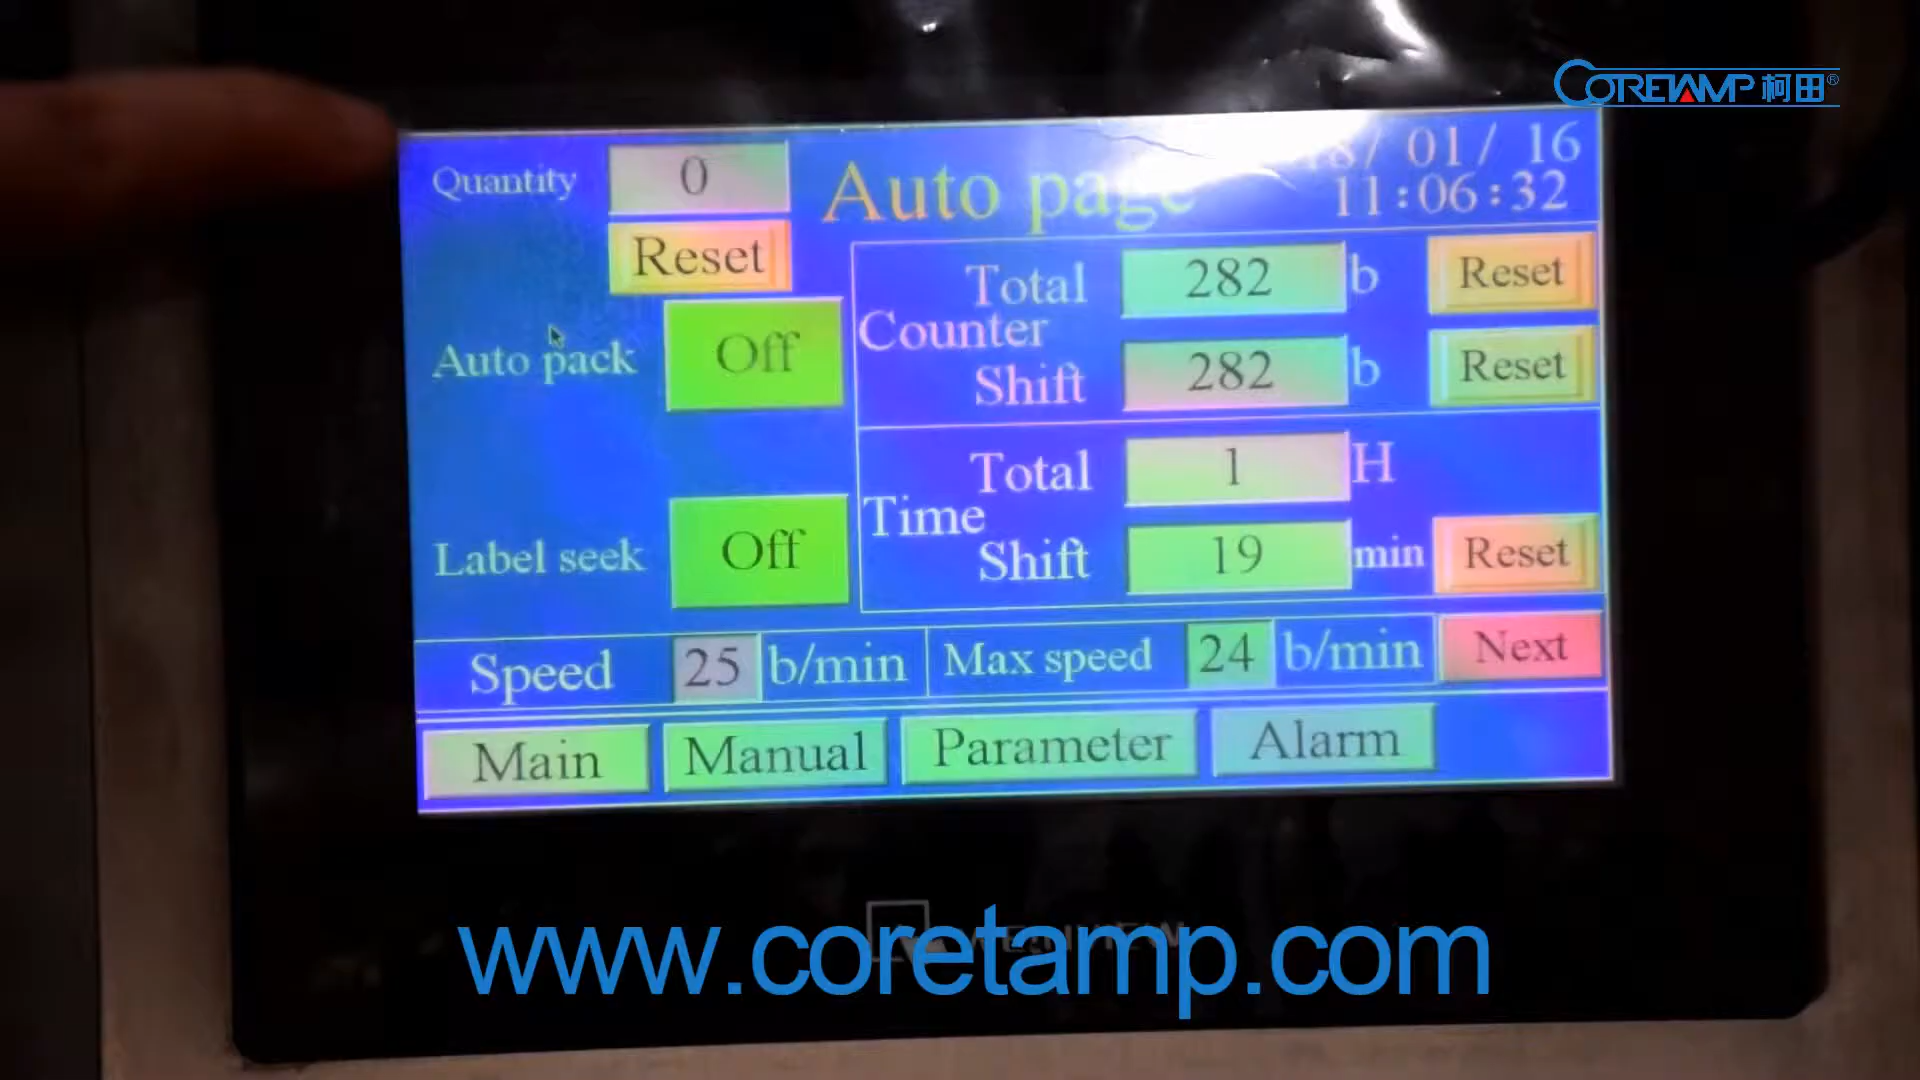 CORETAMP 柯田®
Quantity 0
Auto page
8/ 01/ 16
11:06:32
Reset
Total 282 b Reset
Counter
Shift 282 b Reset
Auto pack Off
Total 1 H
Time
Shift 19 min Reset
Label seek Off
Speed 25 b/min Max speed 24 b/min Next
Main Manual Parameter Alarm
www.coretamp.com